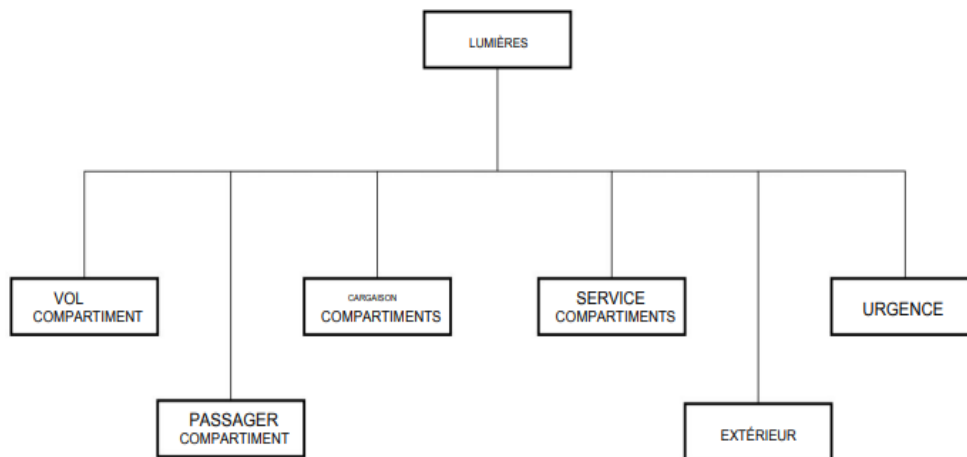 LUMIÈRES
VOL
COMPARTIMENT
CARGAISON
COMPARTIMENTS
SERVICE
COMPARTIMENTS
URGENCE
PASSAGER
COMPARTIMENT
EXTÉRIEUR